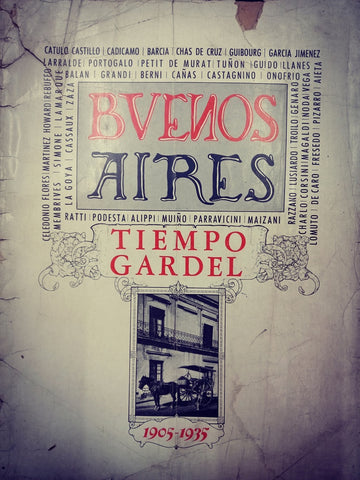 CATULO CASTILLO | CADICAMO | BARCIA | CHAS DE CRUZ | GUIBOURG | GARCIA JIMENEZ
LARRALDE | PORTOGALO | PETIT DE MURAT | TUÑON | GUIDO | LLANES
BALAN | GRANDI | BERNI | CAÑAS | CASTAGNINO | ONOFRIO
CELEDONIO FLORES | MARTINEZ HOWARD | REBUFFO
MEMBRIVES | SIMONE | LAMARQUE
LA GOYA | CASSAUX | ZAZA
BUENOS
AIRES
RAZZANO | LUSIARDO | TROILO | GENARO
CHARLO | CORSINI | MAGALDI | NODA | VEGA
LOMUTO | DE CARO | FRESEDO | PIZARRO | AIETA
RATTI | PODESTA | ALIPPI | MUIÑO | PARRAVICINI | MAIZANI
TIEMPO
GARDEL
1905-1935